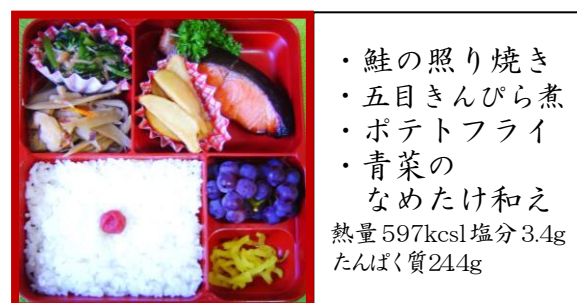 ・鮭の照り焼き
・五目きんぴら煮
・ポテトフライ
・青菜の
なめたけ和え
熱量597kcsl塩分3.4g
たんぱく質244g